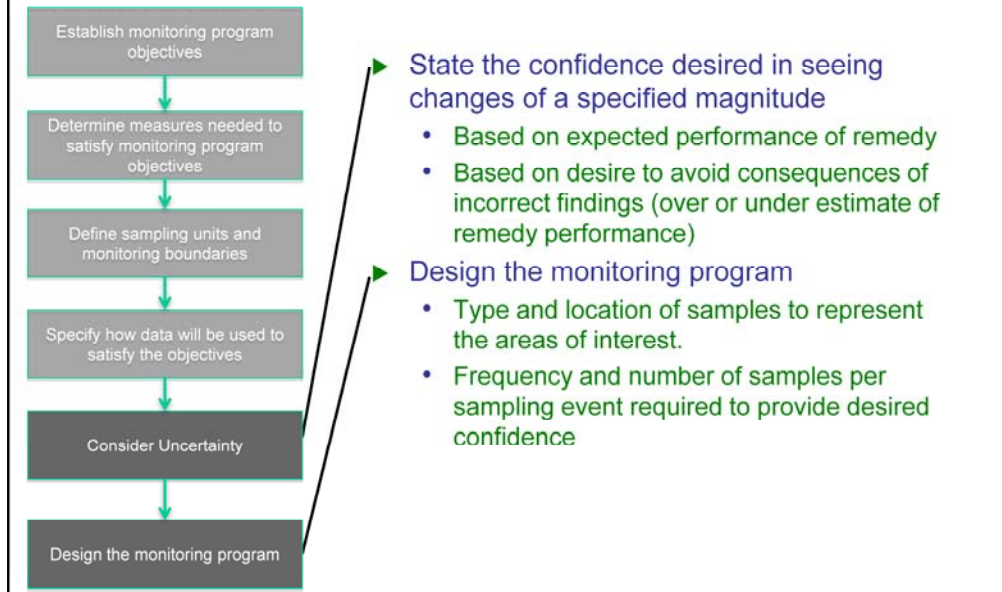 Establish monitoring program
objectives
Determine measures needed to
satisfy monitoring program
objectives
Define sampling units and
monitoring boundaries
Specify how data will be used to
satisfy the objectives
Consider Uncertainty
Design the monitoring program
State the confidence desired in seeing
changes of a specified magnitude
• Based on expected performance of remedy
• Based on desire to avoid consequences of
incorrect findings (over or under estimate of
remedy performance)
Design the monitoring program
• Type and location of samples to represent
the areas of interest.
• Frequency and number of samples per
sampling event required to provide desired
confidence